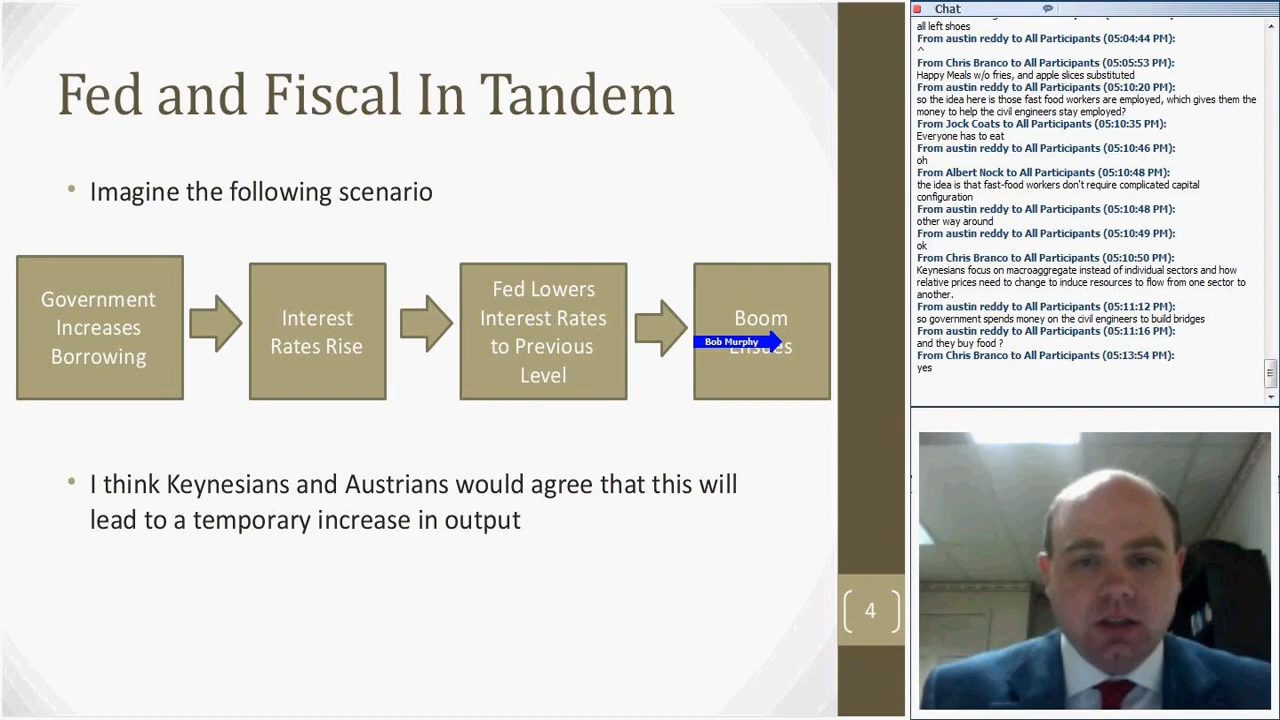 Fed and Fiscal In Tandem
Imagine the following scenario
Government
Increases
Borrowing
Interest
Rates Rise
Fed Lowers
Interest Rates
to Previous
Level
Boom
Ensues
Bob Murphy
I think Keynesians and Austrians would agree that this will
lead to a temporary increase in output
4
Chat
all left shoes
From austin reddy to All Participants (05:04:44 PM):
^
From Chris Branco to All Participants (05:05:53 PM):
Happy Meals w/o fries, and apple slices substituted
From austin reddy to All Participants (05:10:20 PM):
so the idea here is those fast food workers are employed, which gives them the
money to help the civil engineers stay employed?
From Jock Coats to All Participants (05:10:35 PM):
Everyone has to eat
From austin reddy to All Participants (05:10:46 PM):
oh
From Albert Nock to All Participants (05:10:48 PM):
the idea is that fast-food workers don't require complicated capital
configuration
From austin reddy to All Participants (05:10:48 PM):
other way around
From austin reddy to All Participants (05:10:49 PM):
ok
From Chris Branco to All Participants (05:10:50 PM):
Keynesians focus on macroaggregate instead of individual sectors and how
relative prices need to change to induce resources to flow from one sector to
another.
From austin reddy to All Participants (05:11:12 PM):
so government spends money on the civil engineers to build bridges
From austin reddy to All Participants (05:11:16 PM):
and they buy food ?
From Chris Branco to All Participants (05:13:54 PM):
yes